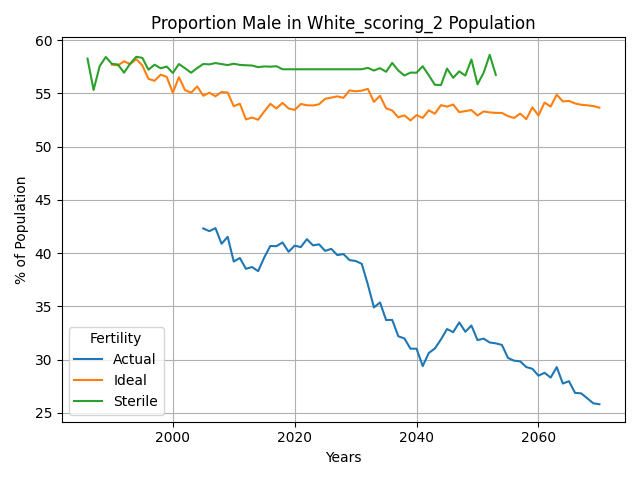 Proportion Male in White_scoring_2 Population
% of Population
60
55
50
45
40
35
30
25
Fertility
Actual
Ideal
Sterile
2000
2020
2040
2060
Years